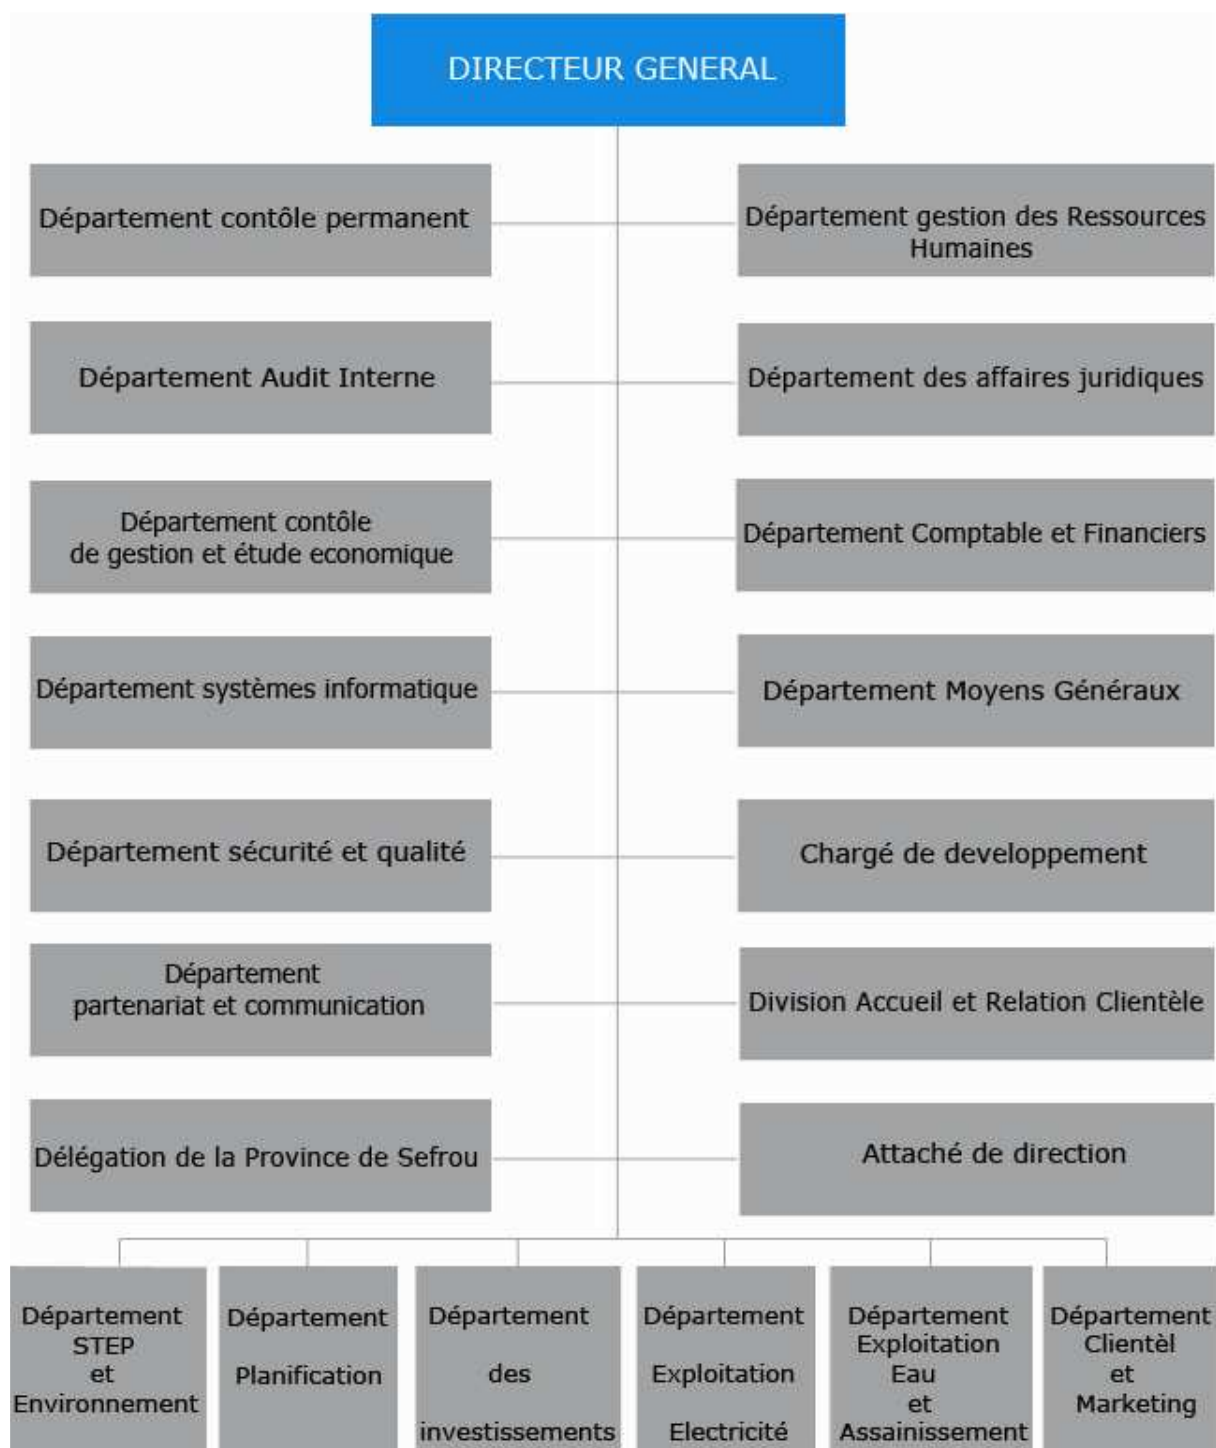 DIRECTEUR GENERAL
Département contôle permanent
Département gestion des Ressources
Humaines
Département Audit Interne
Département des affaires juridiques
Département contôle
de gestion et étude economique
Département Comptable et Financiers
Département systèmes informatique
Département Moyens Généraux
Département sécurité et qualité
Chargé de developpement
Département
partenariat et communication
Division Accueil et Relation Clientèle
Délégation de la Province de Sefrou
Attaché de direction
Département
STEP
et
Environnement
Département
Planification
Département
des
investissements
Département
Exploitation
Electricité
Département
Exploitation
Eau
et
Assainissement
Département
Clientèl
et
Marketing